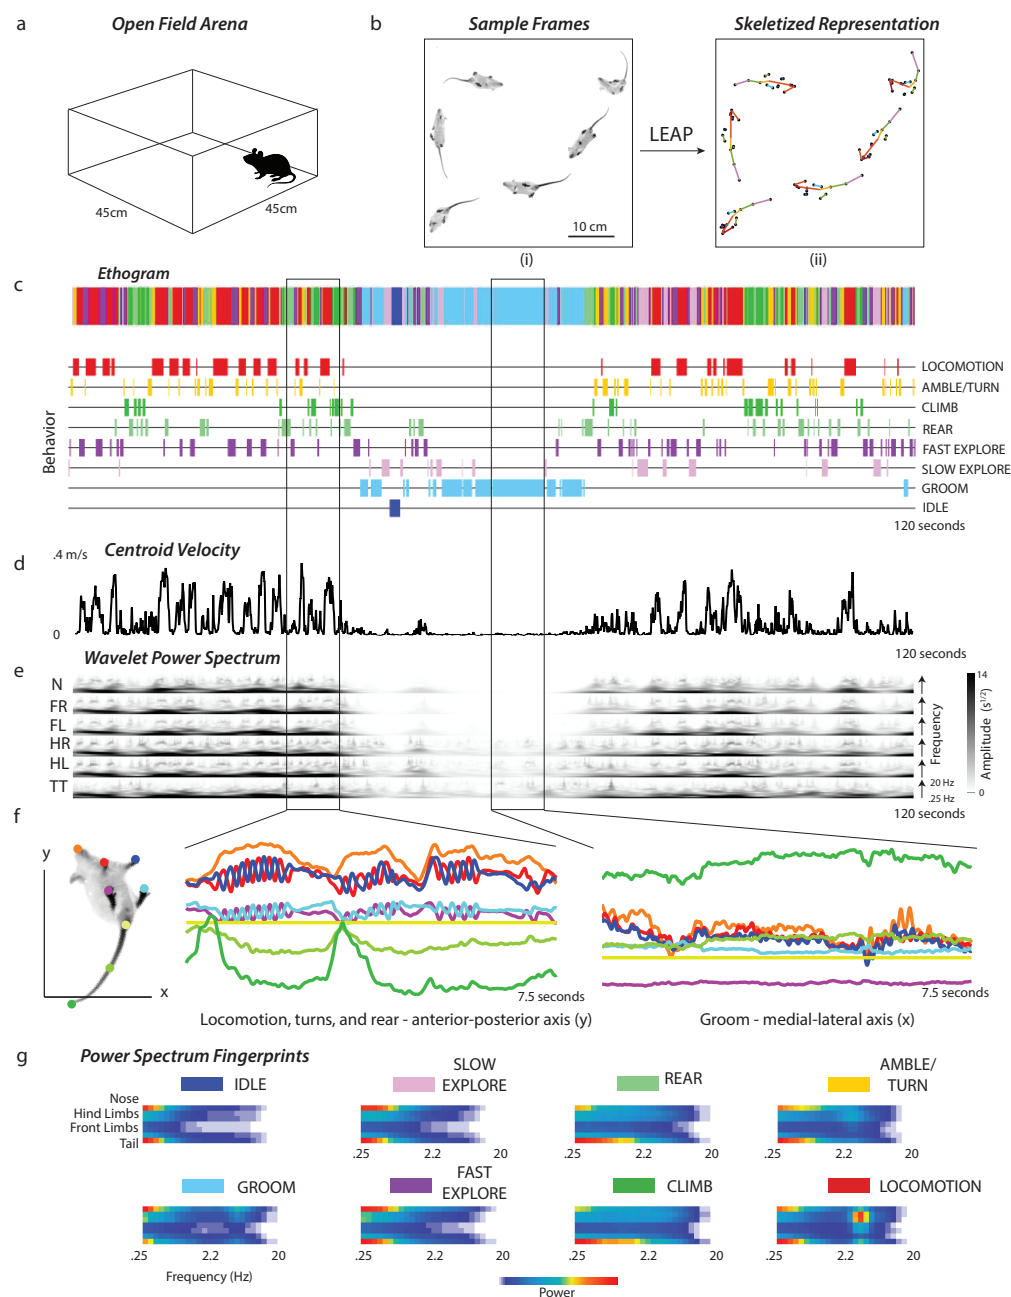 a
Open Field Arena
45cm
45cm
b
Sample Frames
Skeletized Representation
LEAP
10 cm
(i)
(ii)
Ethogram
c
Behavior
LOCOMOTION
AMBLE/TURN
CLIMB
REAR
FAST EXPLORE
SLOW EXPLORE
GROOM
IDLE
120 seconds
d
Centroid Velocity
.4 m/s
0
120 seconds
Wavelet Power Spectrum
e
N
FR
FL
HR
HL
TT
Frequency
20 Hz
.25 Hz
14
Amplitude (s1/2)
0
120 seconds
f
y
x
7.5 seconds
Locomotion, turns, and rear - anterior-posterior axis (y)
7.5 seconds
Groom - medial-lateral axis (x)
g
Power Spectrum Fingerprints
IDLE
SLOW
EXPLORE
REAR
AMBLE/
TURN
Nose
Hind Limbs
Front Limbs
Tail
.25 2.2 20
.25 2.2 20
.25 2.2 20
GROOM
FAST
EXPLORE
CLIMB
LOCOMOTION
.25 2.2 20
.25 2.2 20
.25 2.2 20
.25 2.2 20
Frequency (Hz)
Power